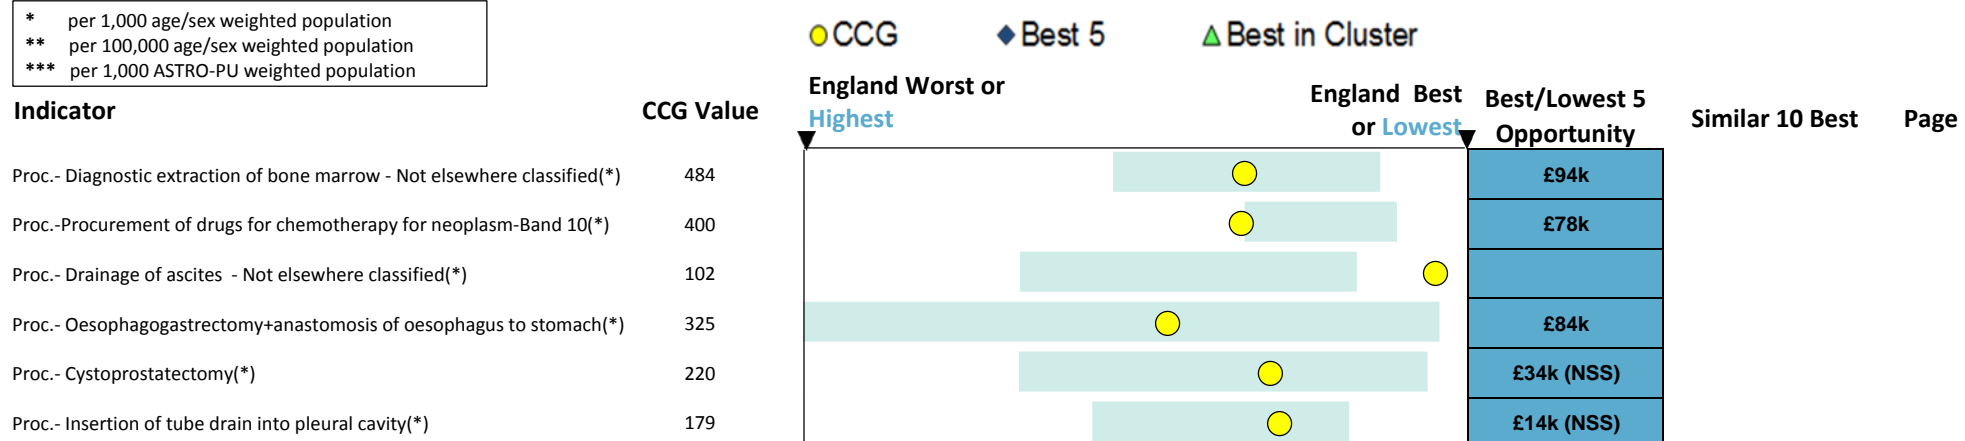 * per 1,000 age/sex weighted population
** per 100,000 age/sex weighted population
*** per 1,000 ASTRO-PU weighted population
CCG Best 5 Best in Cluster
Indicator
CCG Value
England Worst or
Highest
England Best
or Lowest
Best/Lowest 5
Opportunity
Similar 10 Best
Page
Proc.- Diagnostic extraction of bone marrow - Not elsewhere classified(*) 484 £94k
Proc.-Procurement of drugs for chemotherapy for neoplasm-Band 10(*) 400 £78k
Proc.- Drainage of ascites - Not elsewhere classified(*) 102
Proc.- Oesophagogastrectomy+anastomosis of oesophagus to stomach(*) 325 £84k
Proc.- Cystoprostatectomy(*) 220 £34k (NSS)
Proc.- Insertion of tube drain into pleural cavity(*) 179 £14k (NSS)